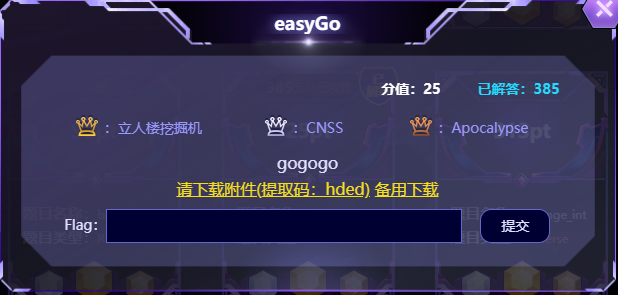 easyGo
分值：25 已解答：385
：立人楼挖掘机 ：CNSS ：Apocalypse
gogogo
请下载附件(提取码：hded) 备用下载
Flag: 提交